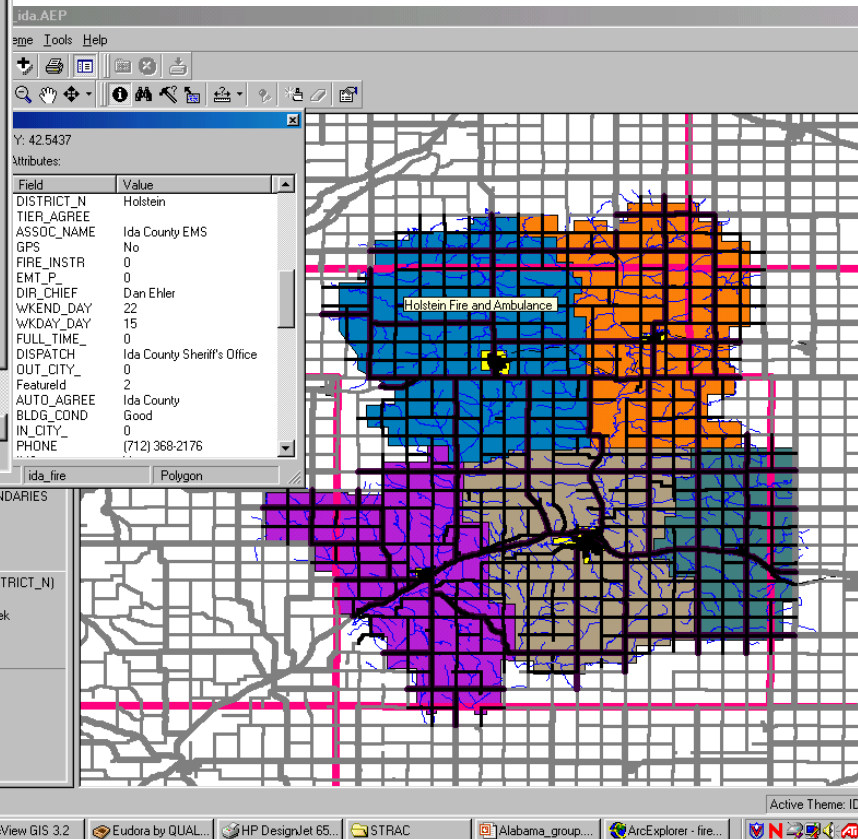 _ida.AEP
eme Tools Help
Y: 42.5437
Attributes:
Field Value
DISTRICT_N Holstein
TIER_AGREE
ASSOC_NAME Ida County EMS
GPS No
FIRE_INSTR 0
EMT_P_ 0
DIR_CHIEF Dan Ehler
WKEND_DAY 22
WKDAY_DAY 15
FULL_TIME_ 0
DISPATCH Ida County Sheriff's Office
OUT_CITY_ 0
FeatureId 2
AUTO_AGREE Ida County
BLDG_COND Good
IN_CITY_ 0
PHONE (712) 368-2176
ida_fire Polygon
Holstein Fire and Ambulance
NDARIES
TRICT_N)
ek
Active Theme: ID
View GIS 3.2 Eudora by QUAL... HP DesignJet 65... STRAC Alabama_group.... ArcExplorer - fire...